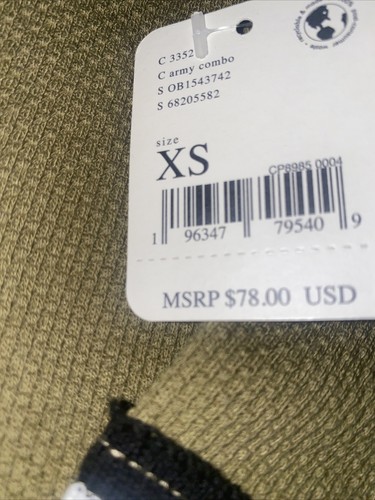 C 3352
C army combo
S OB1543742
S 68205582
size
XS
CP8985 0004
1 96347 79540 9
MSRP $78.00 USD